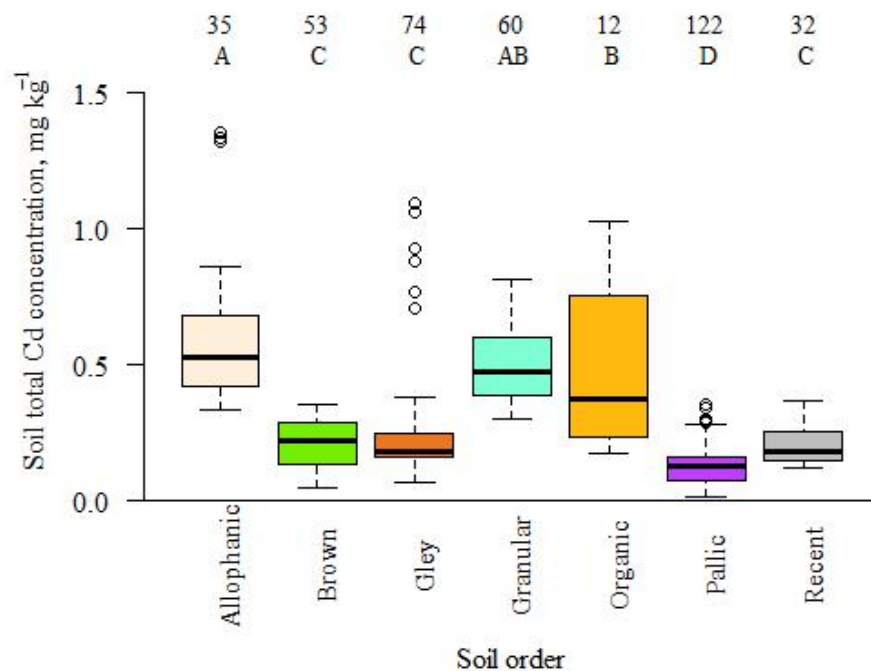 35 53 74 60 12 122 32
A C C AB B D C
Soil total Cd concentration, mg kg⁻¹
1.5
1.0
0.5
0.0
Allophanic
Brown
Gley
Granular
Organic
Pallic
Recent
Soil order